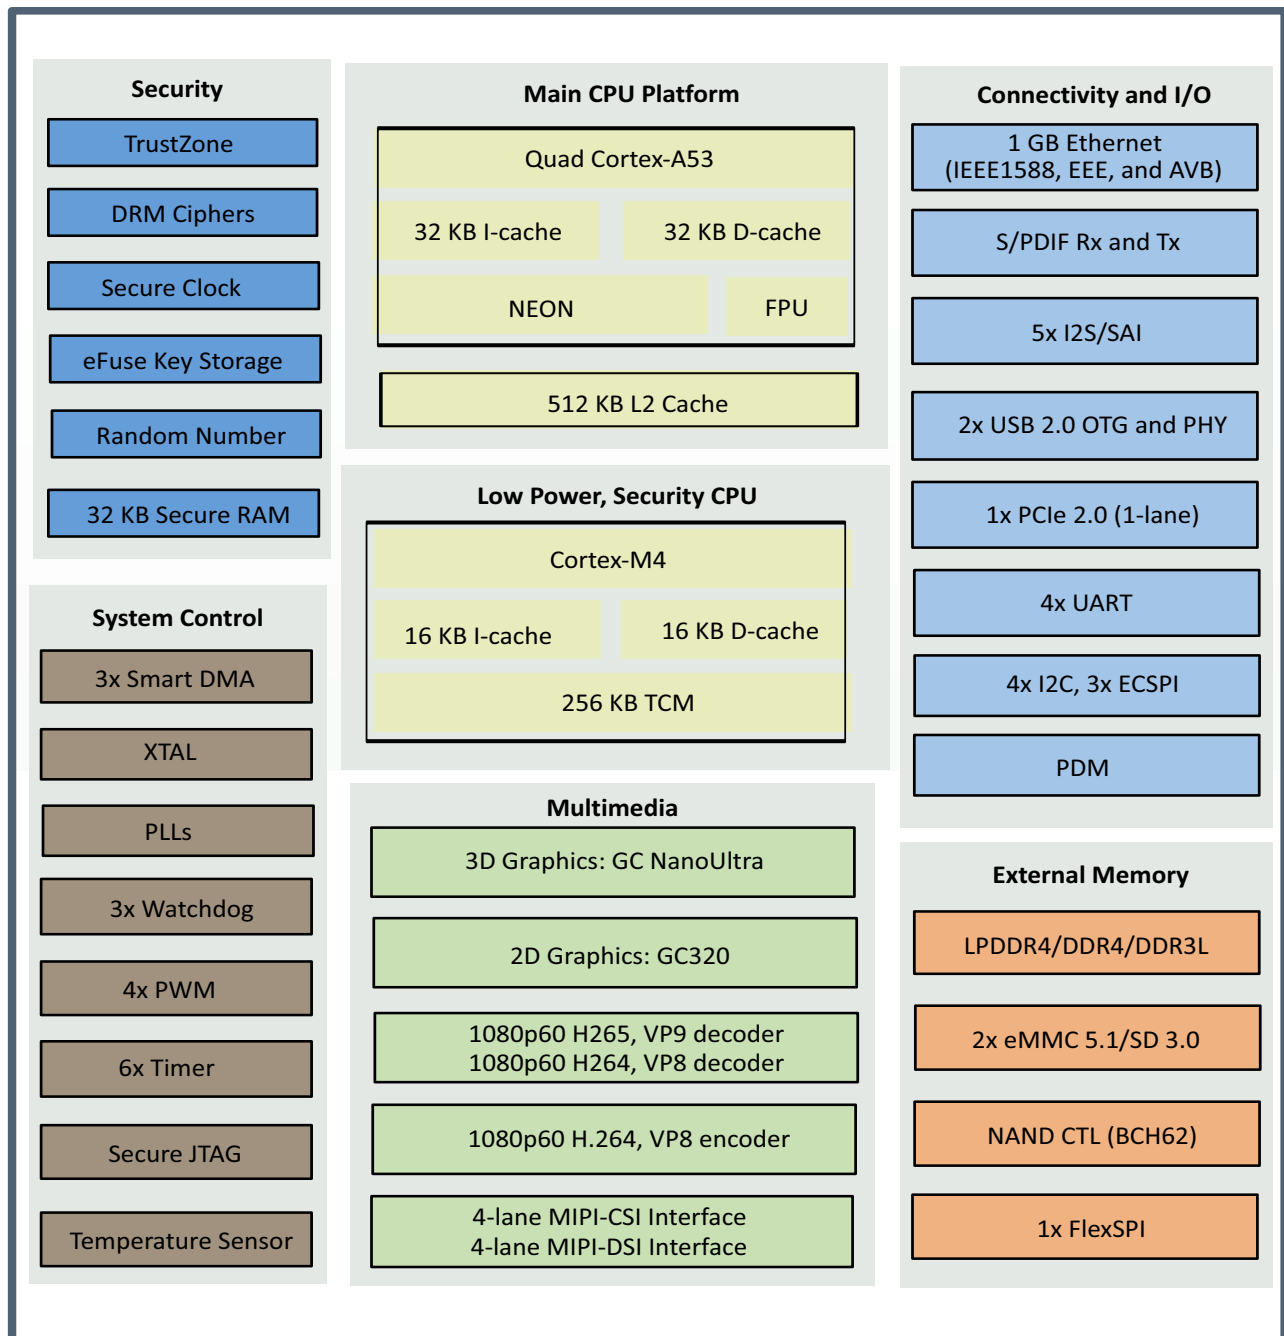 Security
TrustZone
DRM Ciphers
Secure Clock
eFuse Key Storage
Random Number
32 KB Secure RAM
System Control
3x Smart DMA
XTAL
PLLs
3x Watchdog
4x PWM
6x Timer
Secure JTAG
Temperature Sensor
Main CPU Platform
Quad Cortex-A53
32 KB I-cache
32 KB D-cache
NEON
FPU
512 KB L2 Cache
Low Power, Security CPU
Cortex-M4
16 KB I-cache
16 KB D-cache
256 KB TCM
Multimedia
3D Graphics: GC NanoUltra
2D Graphics: GC320
1080p60 H265, VP9 decoder
1080p60 H264, VP8 decoder
1080p60 H.264, VP8 encoder
4-lane MIPI-CSI Interface
4-lane MIPI-DSI Interface
Connectivity and I/O
1 GB Ethernet
(IEEE1588, EEE, and AVB)
S/PDIF Rx and Tx
5x I2S/SAI
2x USB 2.0 OTG and PHY
1x PCIe 2.0 (1-lane)
4x UART
4x I2C, 3x ECSPI
PDM
External Memory
LPDDR4/DDR4/DDR3L
2x eMMC 5.1/SD 3.0
NAND CTL (BCH62)
1x FlexSPI